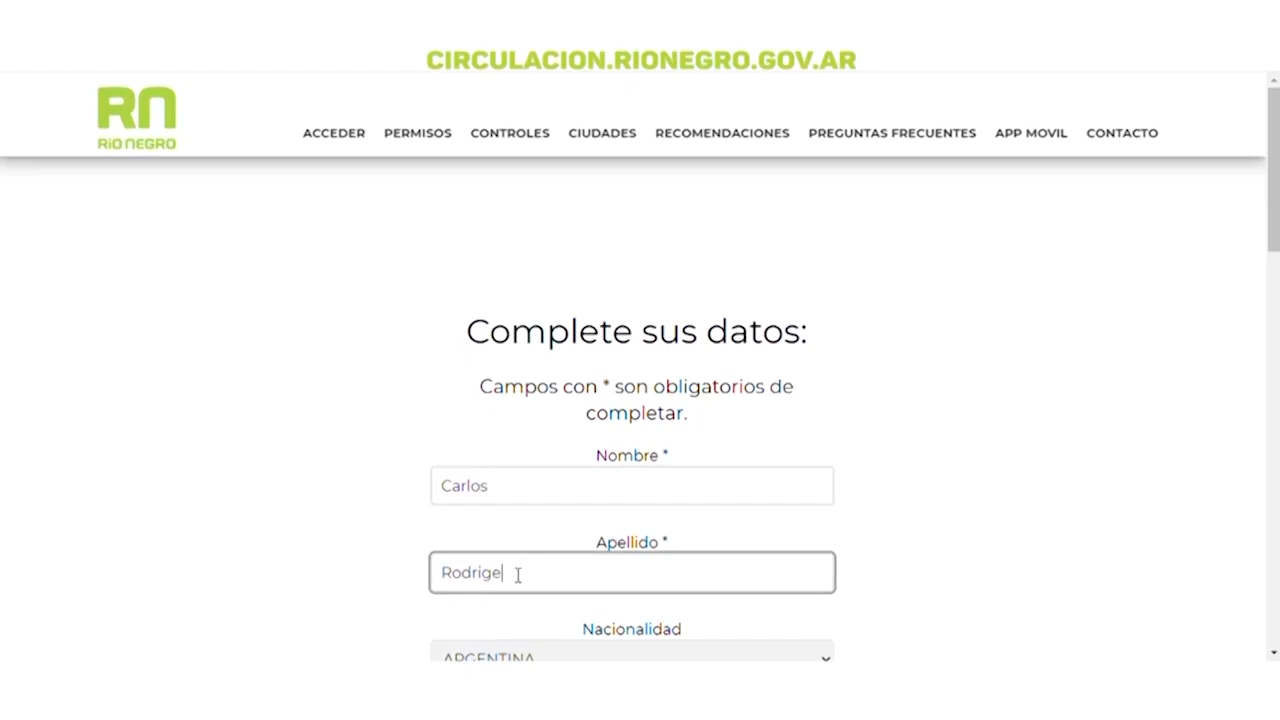 CIRCULACION.RIONEGRO.GOV.AR
RN
RÍO NEGRO
ACCEDER PERMISOS CONTROLES CIUDADES RECOMENDACIONES PREGUNTAS FRECUENTES APP MOVIL CONTACTO
Complete sus datos:
Campos con * son obligatorios de
completar.
Nombre *
Carlos
Apellido *
Rodrige
Nacionalidad
ARGENTINA